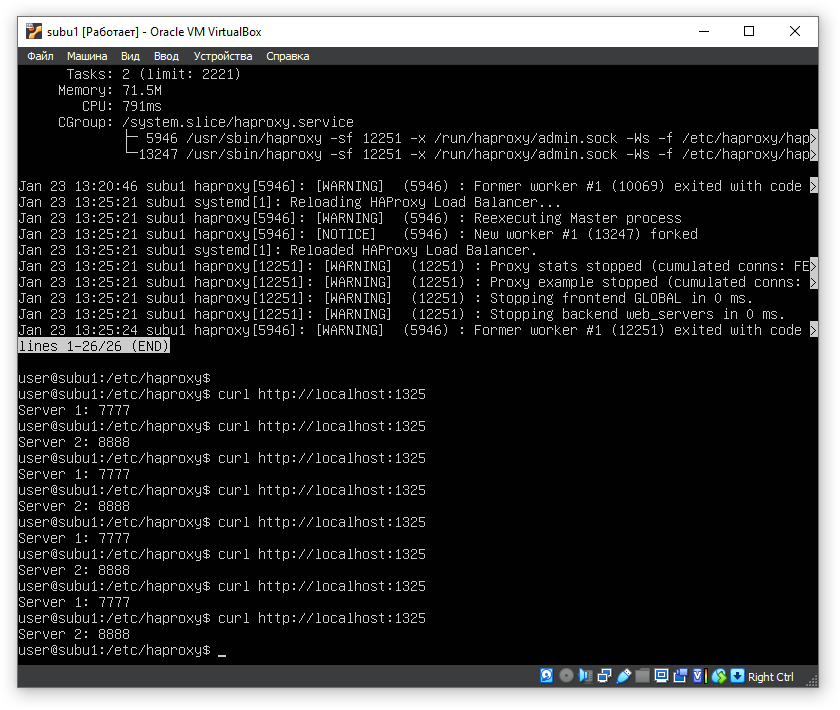 subu1 [Работает] - Oracle VM VirtualBox
Файл Машина Вид Ввод Устройства Справка
Tasks: 2 (limit: 2221)
Memory: 71.5M
CPU: 791ms
CGroup: /system.slice/haproxy.service
├─ 5946 /usr/sbin/haproxy -sf 12251 -x /run/haproxy/admin.sock -Ws -f /etc/haproxy/hap>
└─13247 /usr/sbin/haproxy -sf 12251 -x /run/haproxy/admin.sock -Ws -f /etc/haproxy/hap>
Jan 23 13:20:46 subu1 haproxy[5946]: [WARNING]  (5946) : Former worker #1 (10069) exited with code >
Jan 23 13:25:21 subu1 systemd[1]: Reloading HAProxy Load Balancer...
Jan 23 13:25:21 subu1 haproxy[5946]: [WARNING]  (5946) : Reexecuting Master process
Jan 23 13:25:21 subu1 haproxy[5946]: [NOTICE]   (5946) : New worker #1 (13247) forked
Jan 23 13:25:21 subu1 systemd[1]: Reloaded HAProxy Load Balancer.
Jan 23 13:25:21 subu1 haproxy[12251]: [WARNING]  (12251) : Proxy stats stopped (cumulated conns: FE>
Jan 23 13:25:21 subu1 haproxy[12251]: [WARNING]  (12251) : Proxy example stopped (cumulated conns: >
Jan 23 13:25:21 subu1 haproxy[12251]: [WARNING]  (12251) : Stopping frontend GLOBAL in 0 ms.
Jan 23 13:25:21 subu1 haproxy[12251]: [WARNING]  (12251) : Stopping backend web_servers in 0 ms.
Jan 23 13:25:24 subu1 haproxy[5946]: [WARNING]  (5946) : Former worker #1 (12251) exited with code >
lines 1-26/26 (END)
user@subu1:/etc/haproxy$
user@subu1:/etc/haproxy$ curl http://localhost:1325
Server 1: 7777
user@subu1:/etc/haproxy$ curl http://localhost:1325
Server 2: 8888
user@subu1:/etc/haproxy$ curl http://localhost:1325
Server 1: 7777
user@subu1:/etc/haproxy$ curl http://localhost:1325
Server 2: 8888
user@subu1:/etc/haproxy$ curl http://localhost:1325
Server 1: 7777
user@subu1:/etc/haproxy$ curl http://localhost:1325
Server 2: 8888
user@subu1:/etc/haproxy$ curl http://localhost:1325
Server 1: 7777
user@subu1:/etc/haproxy$ curl http://localhost:1325
Server 2: 8888
user@subu1:/etc/haproxy$ _
Right Ctrl